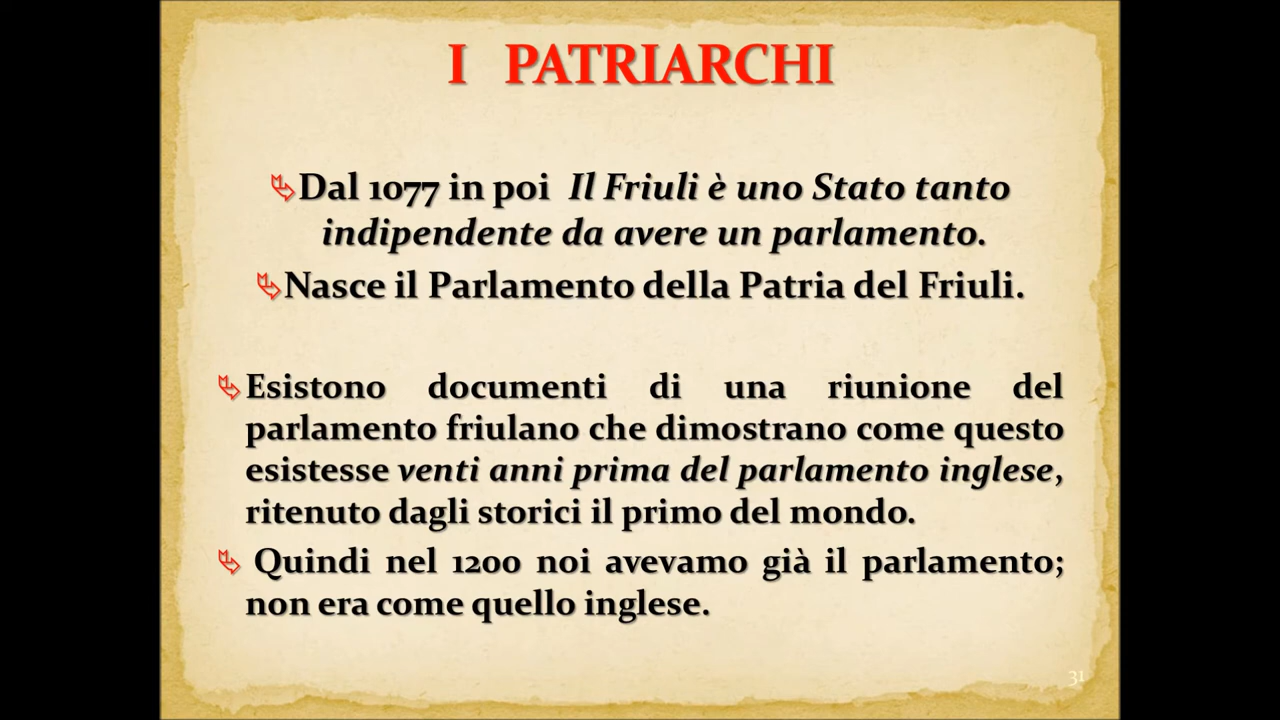 I PATRIARCHI
Dal 1077 in poi Il Friuli è uno Stato tanto
indipendente da avere un parlamento.
Nasce il Parlamento della Patria del Friuli.
Esistono documenti di una riunione del
parlamento friulano che dimostrano come questo
esistesse venti anni prima del parlamento inglese,
ritenuto dagli storici il primo del mondo.
Quindi nel 1200 noi avevamo già il parlamento;
non era come quello inglese.
31